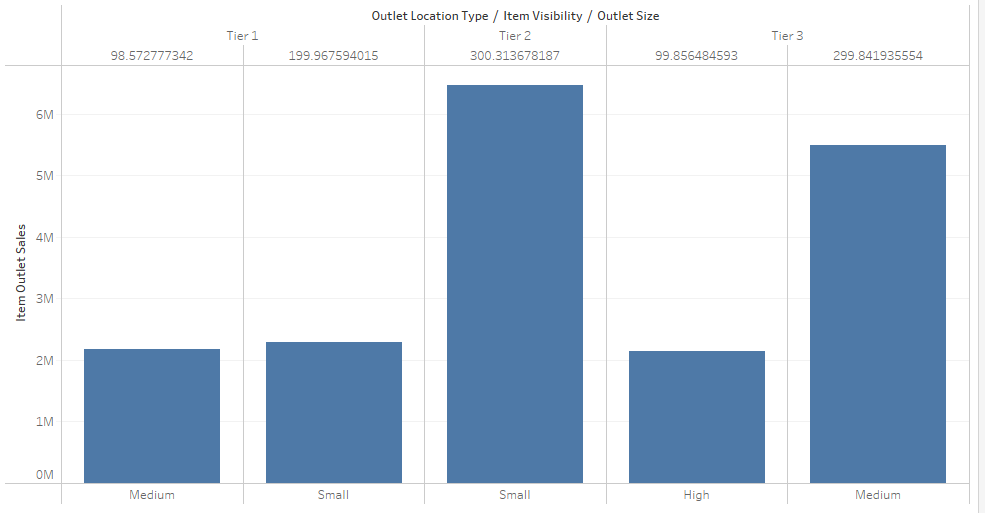 Outlet Location Type / Item Visibility / Outlet Size
Tier 1 Tier 2 Tier 3
98.572777342 199.967594015 300.313678187 99.856484593 299.841935554
Item Outlet Sales
6M
5M
4M
3M
2M
1M
0M
Medium Small Small High Medium